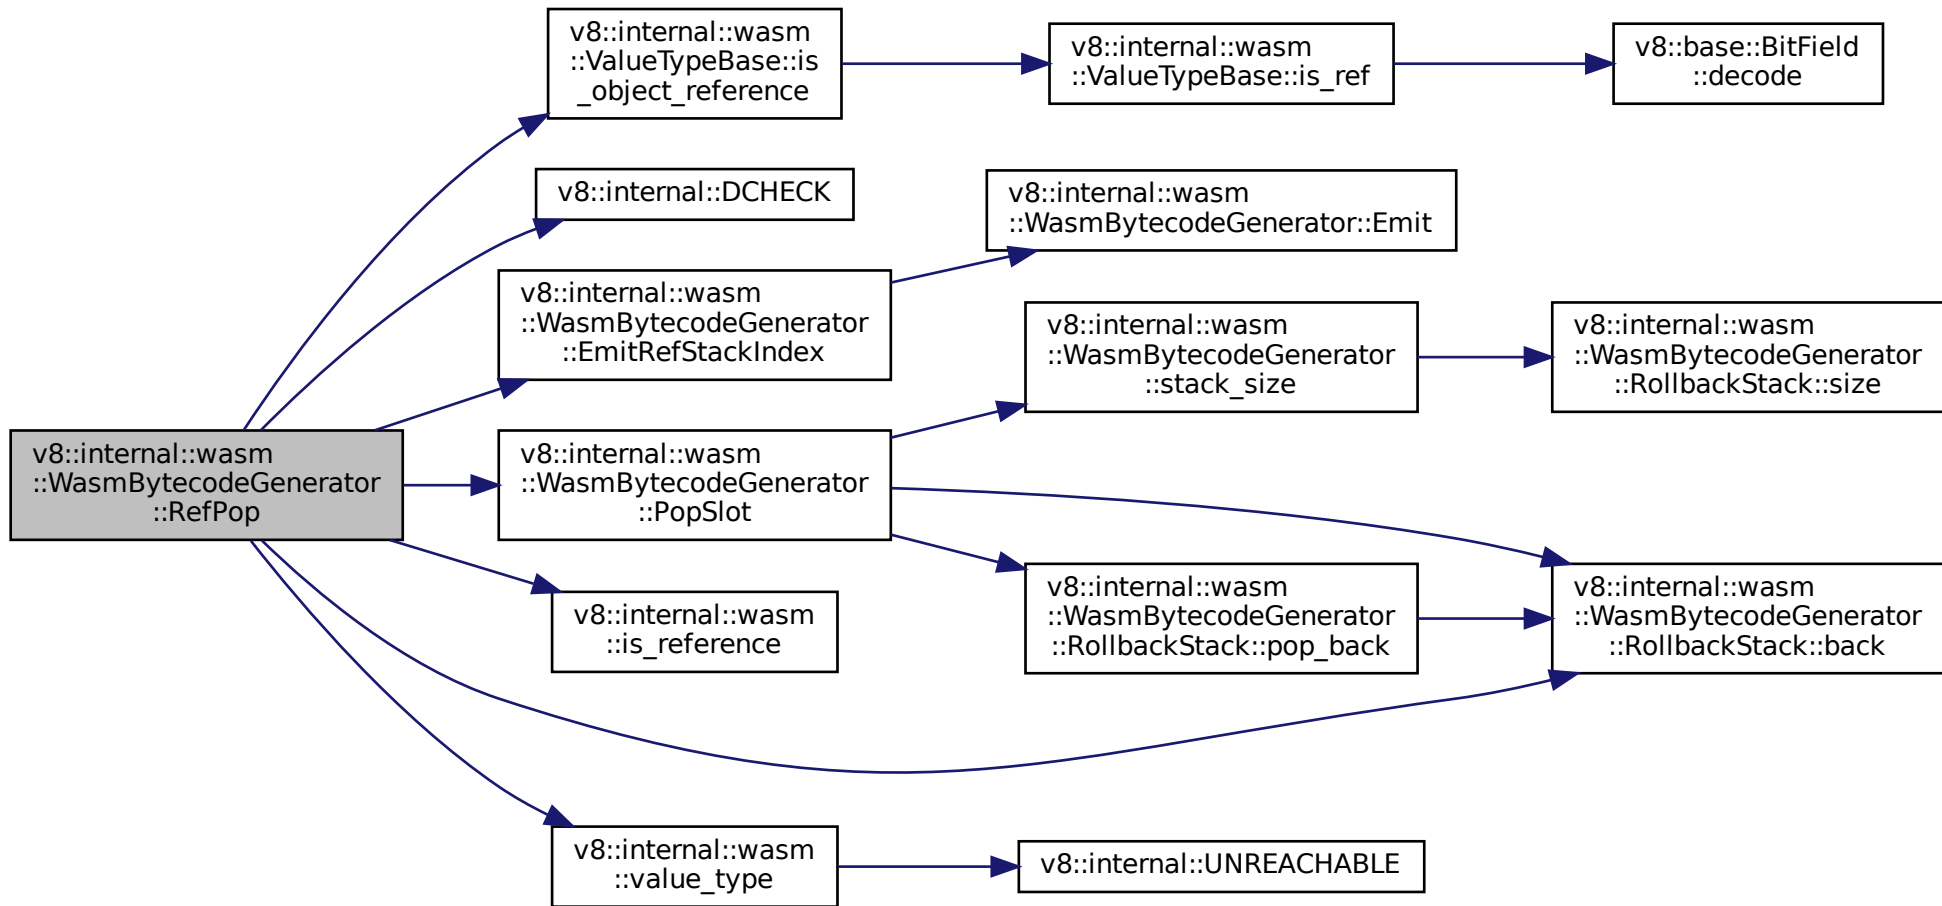 v8::internal::wasm
::ValueTypeBase::is
_object_reference
v8::internal::wasm
::ValueTypeBase::is_ref
v8::base::BitField
::decode
v8::internal::DCHECK
v8::internal::wasm
::WasmBytecodeGenerator::Emit
v8::internal::wasm
::WasmBytecodeGenerator
::EmitRefStackIndex
v8::internal::wasm
::WasmBytecodeGenerator
::stack_size
v8::internal::wasm
::WasmBytecodeGenerator
::RollbackStack::size
v8::internal::wasm
::WasmBytecodeGenerator
::RefPop
v8::internal::wasm
::WasmBytecodeGenerator
::PopSlot
v8::internal::wasm
::is_reference
v8::internal::wasm
::WasmBytecodeGenerator
::RollbackStack::pop_back
v8::internal::wasm
::WasmBytecodeGenerator
::RollbackStack::back
v8::internal::wasm
::value_type
v8::internal::UNREACHABLE